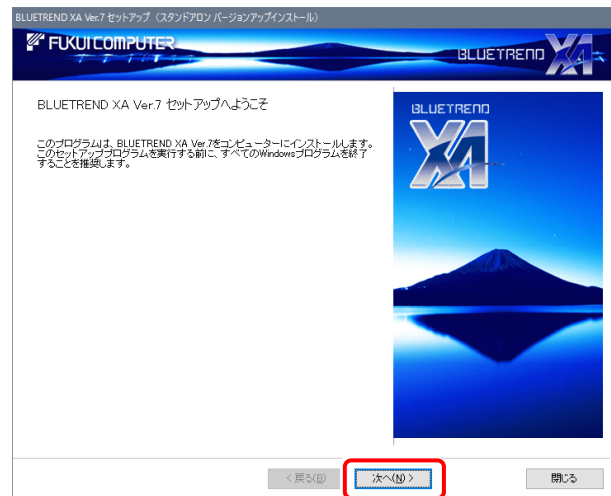 BLUETREND XA Ver.7 セットアップ（スタンドアロン バージョンアップインストール）
FUKUI COMPUTER
BLUETREND XA
BLUETREND XA Ver.7 セットアップへようこそ
このプログラムは、BLUETREND XA Ver.7をコンピューターにインストールします。
このセットアッププログラムを実行する前に、すべてのWindowsプログラムを終了
することを推奨します。
BLUETREND
XA
< 戻る(B)
次へ(N) >
閉じる